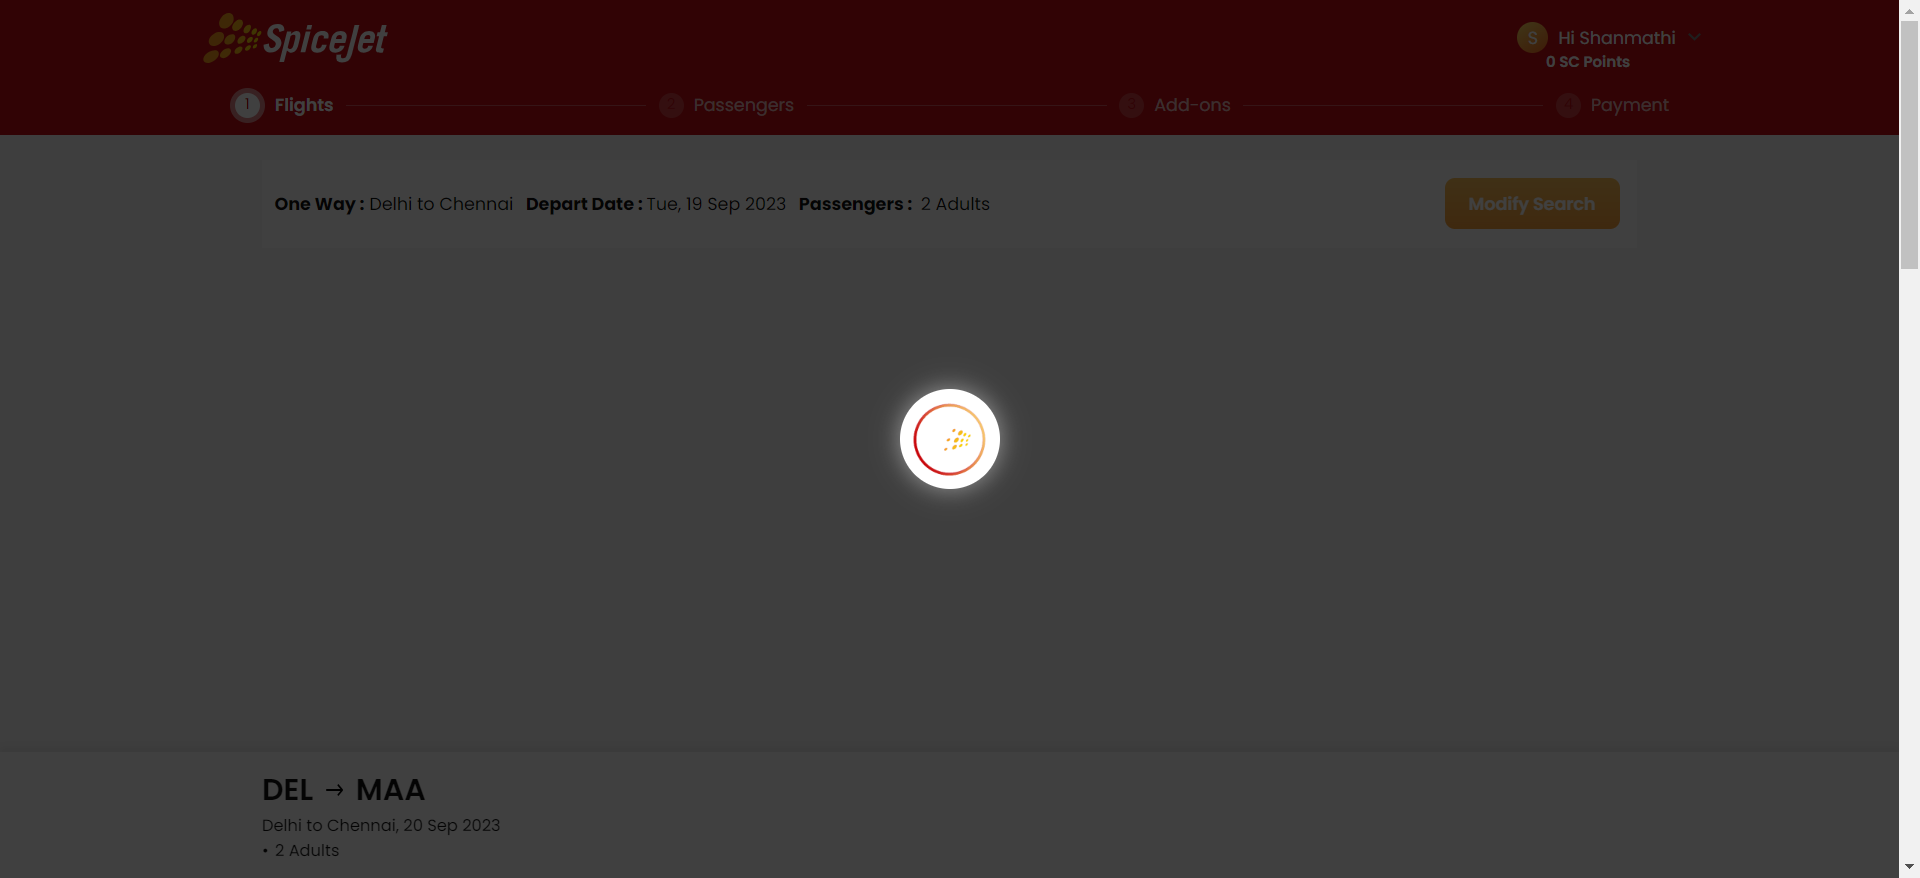 SpiceJet
S Hi Shanmathi
0 SC Points
1 Flights 2 Passengers 3 Add-ons 4 Payment
One Way : Delhi to Chennai Depart Date : Tue, 19 Sep 2023 Passengers : 2 Adults
Modify Search
DEL → MAA
Delhi to Chennai, 20 Sep 2023
• 2 Adults